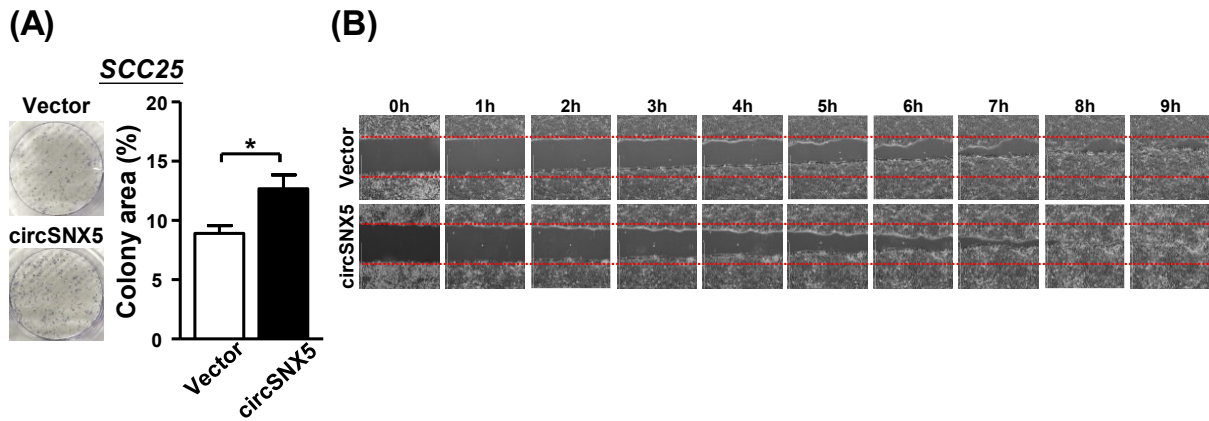 (A)
(B)
SCC25
Vector
circSNX5
Colony area (%)
20
15
10
5
0
*
Vector
circSNX5
0h 1h 2h 3h 4h 5h 6h 7h 8h 9h
Vector
circSNX5